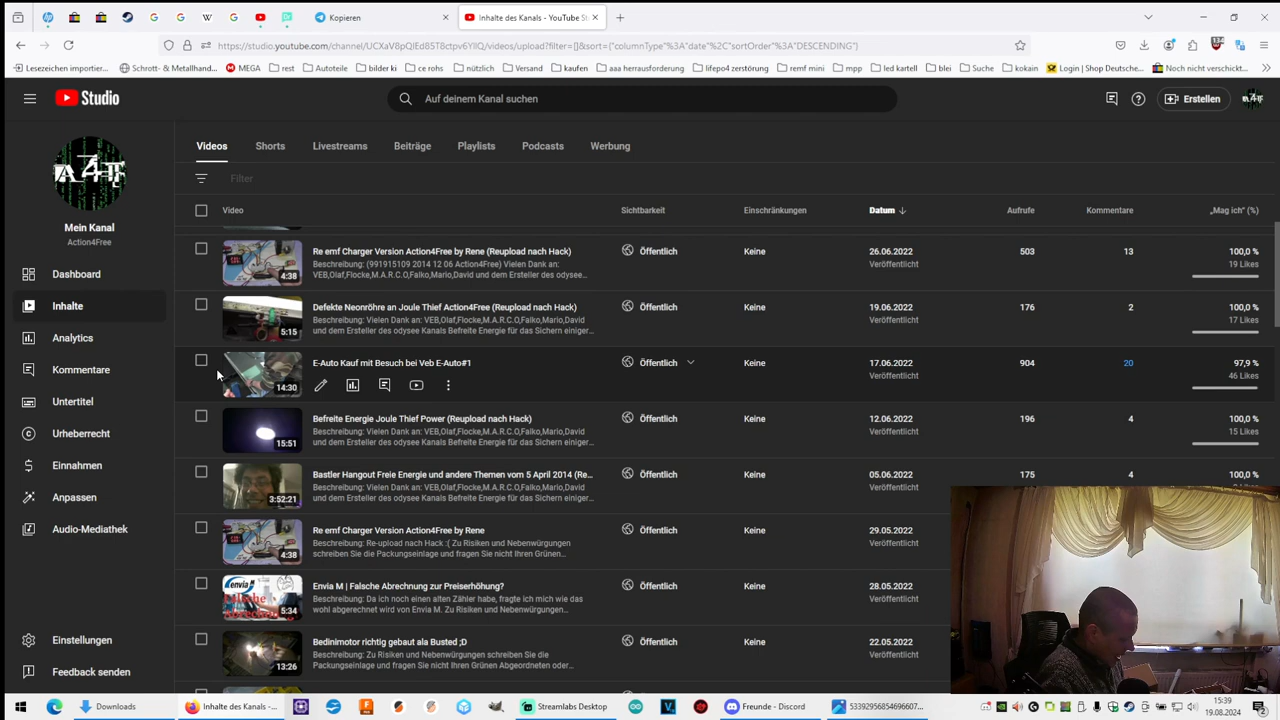 Kopieren
Inhalte des Kanals - YouTube St
https://studio.youtube.com/channel/UCXaV8pQIEd85T8ctpv6YIIQ/videos/upload?filter=[]&sort={"columnType"%3A"date"%2C"sortOrder"%3A"DESCENDING"}
134
Lesezeichen importier... Schrott- & Metallhand... MEGA rest Autoteile bilder ki ce rohs nützlich Versand kaufen aaa herrausforderung lifepo4 zerstörung remf mini mpp led kartell blei Suche kokain Login | Shop Deutsche... Noch nicht verschickt...
Studio
Auf deinem Kanal suchen
Erstellen
A4F
Mein Kanal
Action4Free
Dashboard
Inhalte
Analytics
Kommentare
Untertitel
Urheberrecht
Einnahmen
Anpassen
Audio-Mediathek
Einstellungen
Feedback senden
Videos Shorts Livestreams Beiträge Playlists Podcasts Werbung
Filter
Video Sichtbarkeit Einschränkungen Datum Aufrufe Kommentare „Mag ich" (%)
Re emf Charger Version Action4Free by Rene (Reupload nach Hack) Öffentlich Keine 26.06.2022 503 13 100,0 %
(991915109 2014 12 06 Action4Free) Vielen Dank an: Veröffentlicht 19 Likes
VEB,Olaf,Flocke,M.A.R.C.O,Falko,Mario,David und dem Ersteller des odysee...
4:38
Defekte Neonröhre an Joule Thief Action4Free (Reupload nach Hack) Öffentlich Keine 19.06.2022 176 2 100,0 %
Beschreibung: Vielen Dank an: VEB,Olaf,Flocke,M.A.R.C.O,Falko,Mario,David Veröffentlicht 17 Likes
und dem Ersteller des odysee Kanals Befreite Energie für das Sichern einiger...
5:15
E-Auto Kauf mit Besuch bei Veb E-Auto#1 Öffentlich Keine 17.06.2022 904 20 97,9 %
Veröffentlicht 46 Likes
14:30
Befreite Energie Joule Thief Power (Reupload nach Hack) Öffentlich Keine 12.06.2022 196 4 100,0 %
Beschreibung: Vielen Dank an: VEB,Olaf,Flocke,M.A.R.C.O,Falko,Mario,David Veröffentlicht 15 Likes
und dem Ersteller des odysee Kanals Befreite Energie für das Sichern einiger...
15:51
Bastler Hangout Freie Energie und andere Themen vom 5 April 2014 (Re... Öffentlich Keine 05.06.2022 175 4 100,0 %
Beschreibung: Vielen Dank an: VEB,Olaf,Flocke,M.A.R.C.O,Falko,Mario,David Veröffentlicht
und dem Ersteller des odysee Kanals Befreite Energie für das Sichern einiger...
3:52:21
Re emf Charger Version Action4Free by Rene Öffentlich Keine 29.05.2022
Beschreibung: Re-upload nach Hack :( Zu Risiken und Nebenwürgungen Veröffentlicht
schreiben Sie die Packungseinlage und fragen Sie nicht Ihren Grünen...
4:38
Envia M | Falsche Abrechnung zur Preiserhöhung? Öffentlich Keine 28.05.2022
Beschreibung: Da ich noch einen alten Zähler habe, fragte ich mich wie das Veröffentlicht
wohl abgerechnet wird von Envia M. Zu Risiken und Nebenwürgungen...
envia
5:34
Bedinimotor richtig gebaut ala Busted ;D Öffentlich Keine 22.05.2022
Beschreibung: Zu Risiken und Nebenwürgungen schreiben Sie die Veröffentlicht
Packungseinlage und fragen Sie nicht Ihren Grünen Abgeordneten oder...
13:26
Downloads Inhalte des Kanals -... Streamlabs Desktop Freunde - Discord 53392956854696607...
15:39
19.08.2024